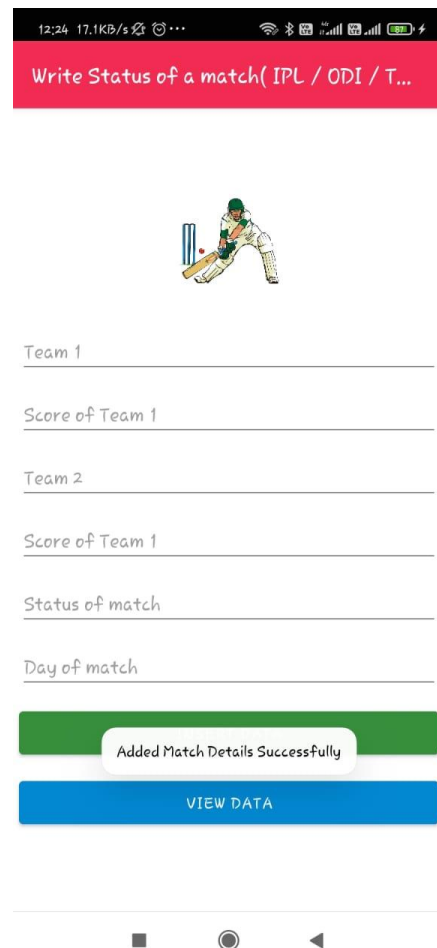 12:24 17.1KB/s
87
Write Status of a match( IPL / ODI / T...
Team 1
Score of Team 1
Team 2
Score of Team 1
Status of match
Day of match
Added Match Details Successfully
VIEW DATA